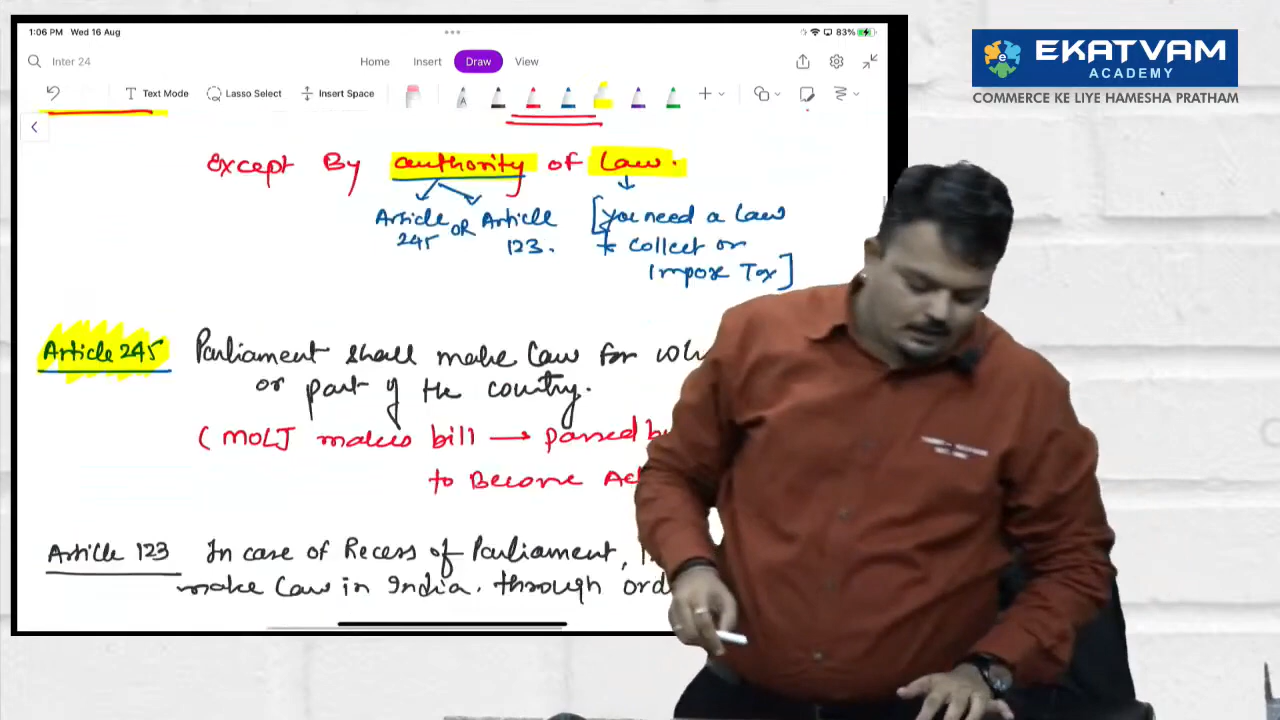 1:06 PM Wed 16 Aug
83%
Inter 24
Home Insert Draw View
Text Mode Lasso Select Insert Space
Except By authority of Law.
Article 245 OR Article 123.
[you need a Law
to collect or
Impose Tax]
Article 245 Parliament shall make law for
or part of the country.
(MOLJ makes bill → passed
to Become
Article 123 In case of Recess of Parliament,
make Law in India. through
EKATVAM
ACADEMY
COMMERCE KE LIYE HAMESHA PRATHAM